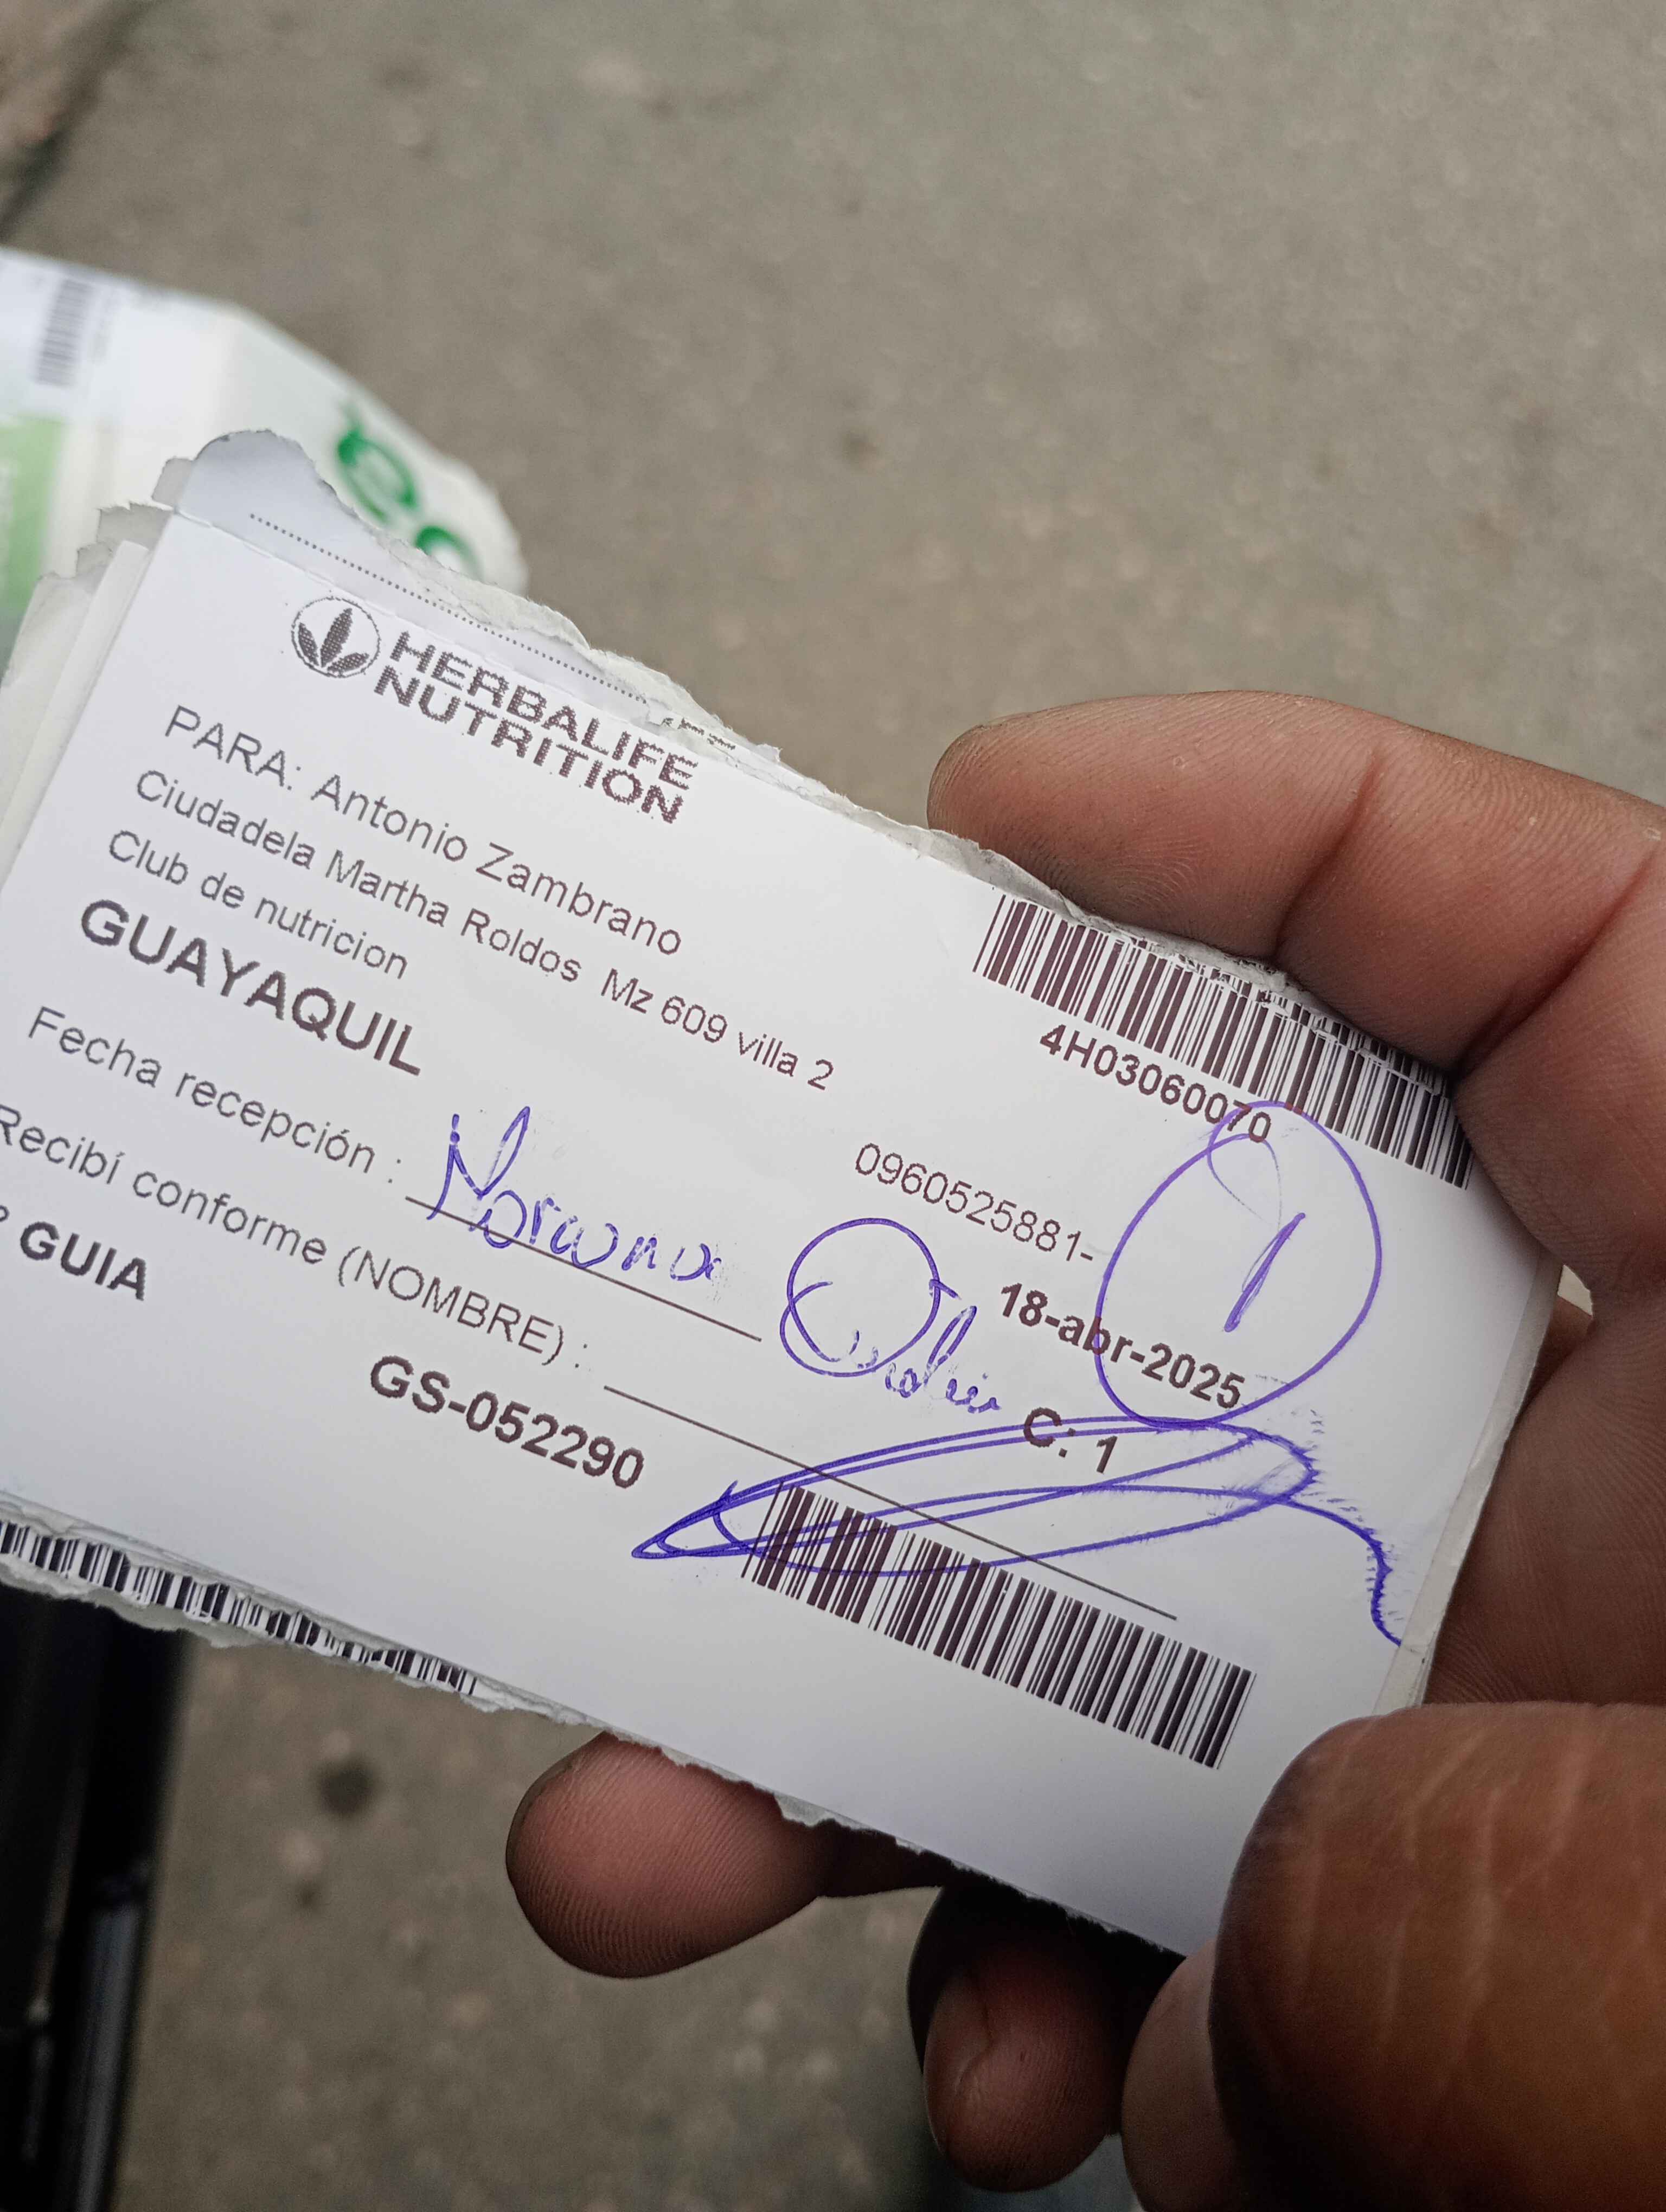 HERBALIFE
NUTRITION
PARA: Antonio Zambrano
Ciudadela Martha Roldos Mz 609 villa 2
Club de nutricion
GUAYAQUIL
4H03060070
0960525881-
Fecha recepción :
18-abr-2025
1
Recibí conforme (NOMBRE) :
C: 1
GUIA
GS-052290